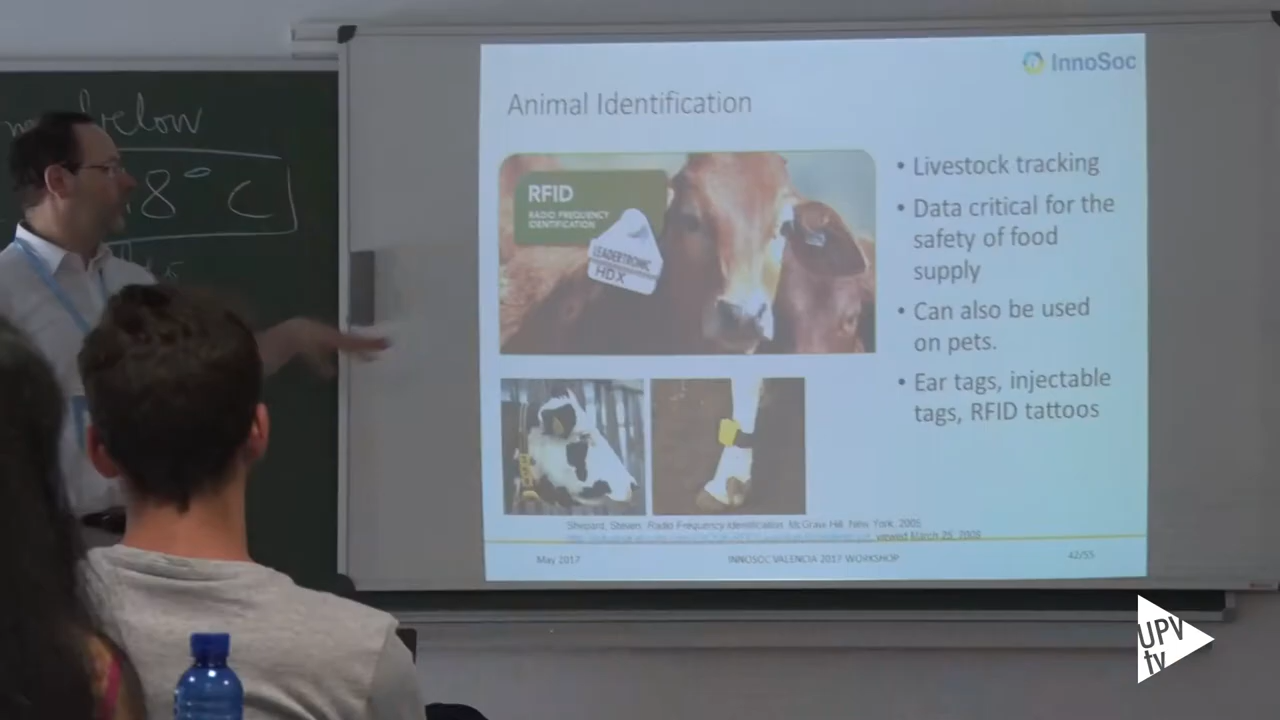 below
8° C
InnoSoc
Animal Identification
RFID
RADIO FREQUENCY
IDENTIFICATION
LEADERTRONIC
HDX
• Livestock tracking
• Data critical for the
safety of food
supply
• Can also be used
on pets.
• Ear tags, injectable
tags, RFID tattoos
Shepard, Steven, Radio Frequency Identification, McGraw Hill, New York, 2005
viewed March 25, 2009
May 2017
INNOSOC VALENCIA 2017 WORKSHOP
42/55
UPV
tv